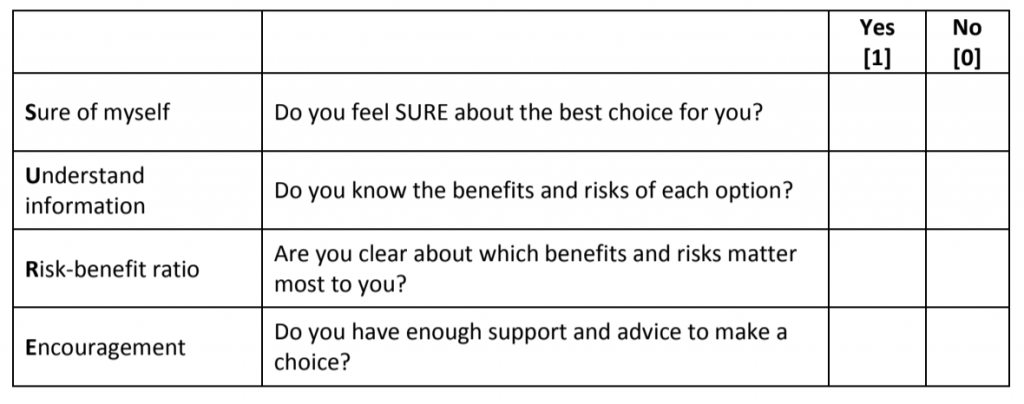 Yes No
[1] [0]
Sure of myself Do you feel SURE about the best choice for you?
Understand
information Do you know the benefits and risks of each option?
Risk-benefit ratio Are you clear about which benefits and risks matter
most to you?
Encouragement Do you have enough support and advice to make a
choice?